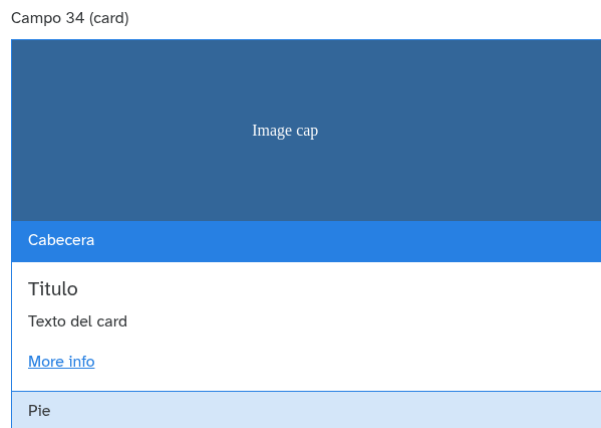 Campo 34 (card)
Image cap
Cabecera
Titulo
Texto del card
More info
Pie